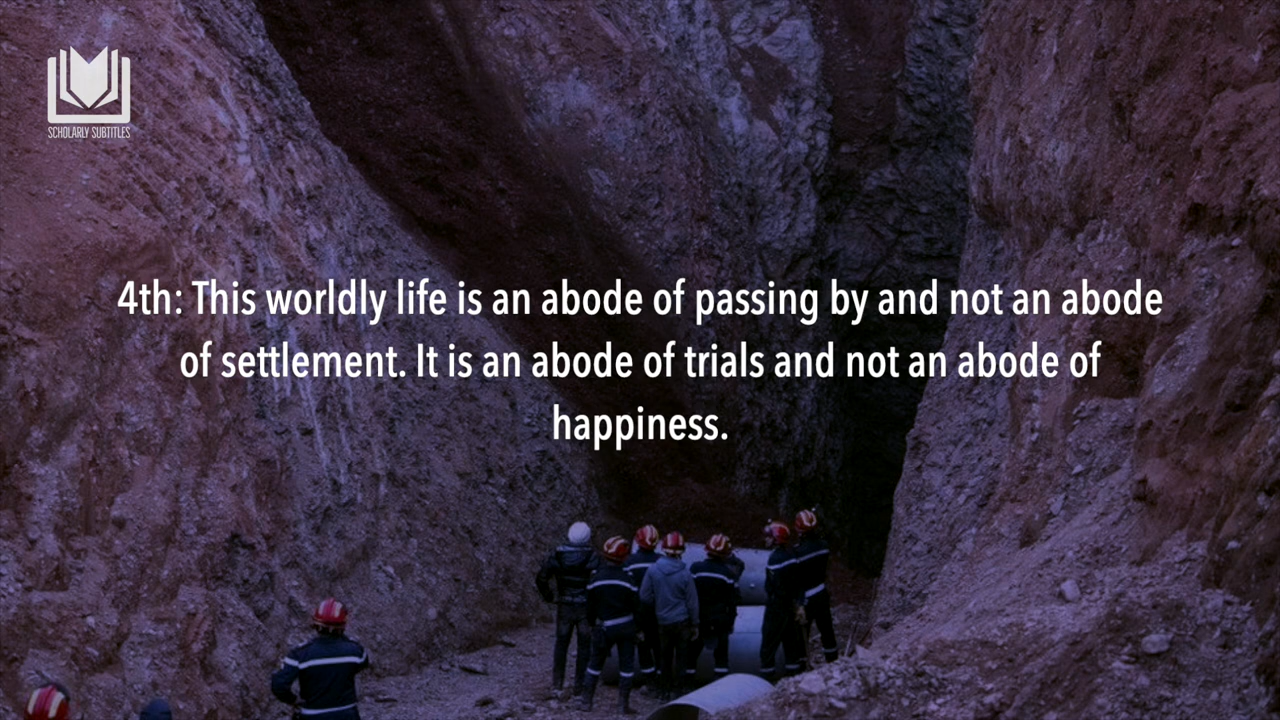 SCHOLARLY SUBTITLES
4th: This worldly life is an abode of passing by and not an abode
of settlement. It is an abode of trials and not an abode of
happiness.